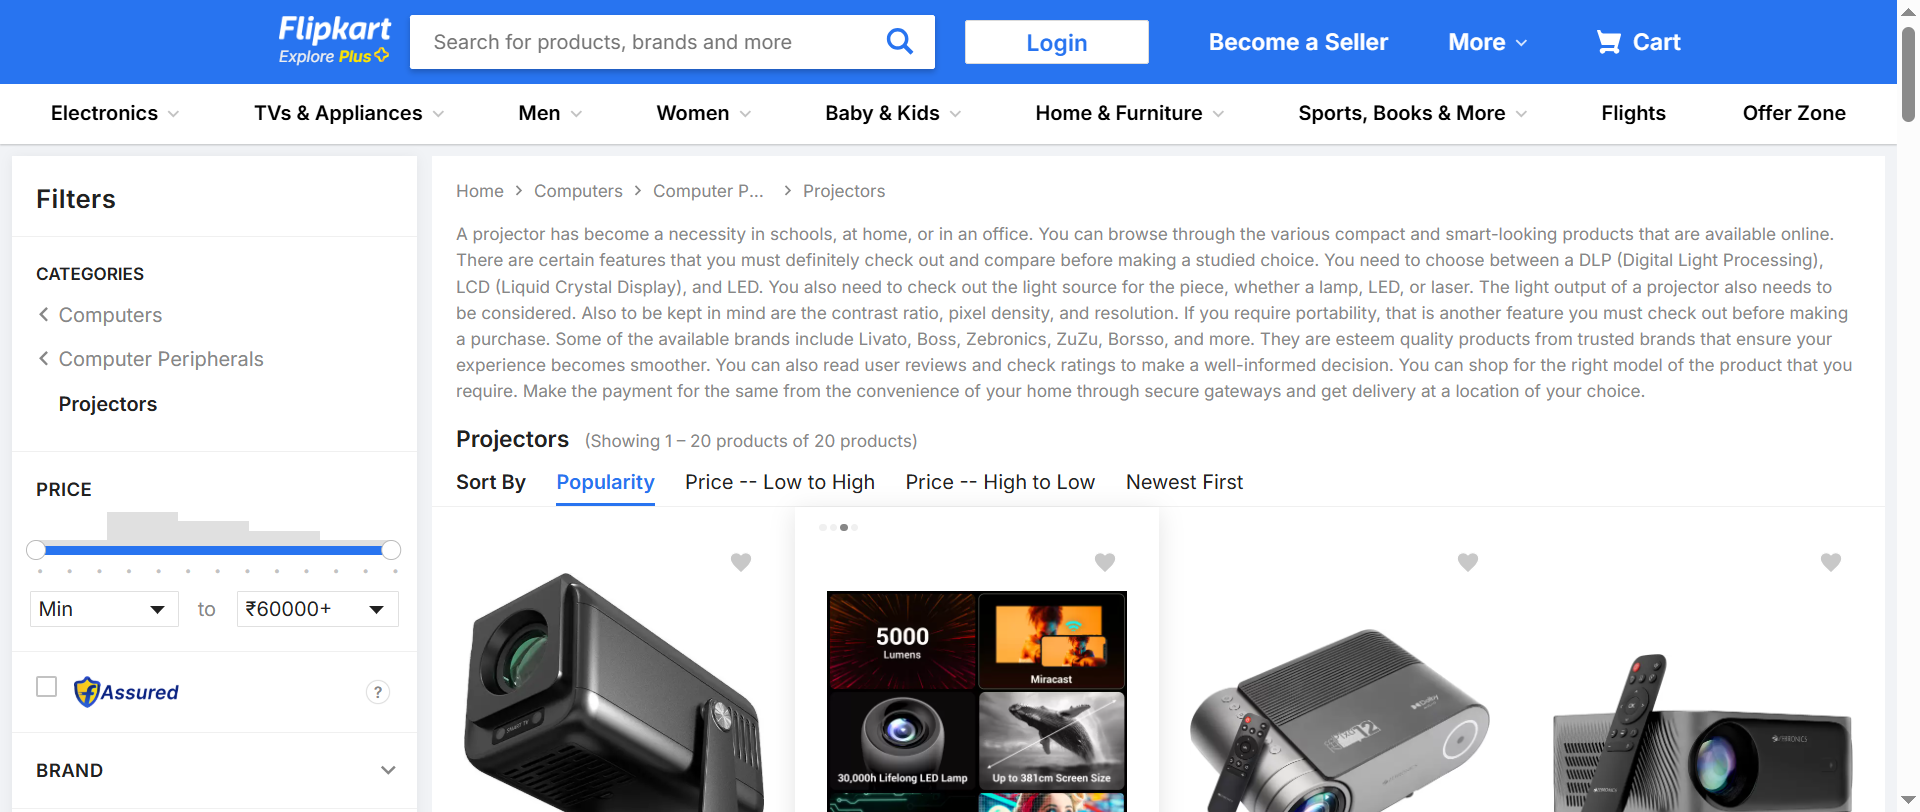 Flipkart
Explore Plus
Search for products, brands and more
Login
Become a Seller
More
Cart
Electronics
TVs & Appliances
Men
Women
Baby & Kids
Home & Furniture
Sports, Books & More
Flights
Offer Zone
Filters
CATEGORIES
Computers
Computer Peripherals
Projectors
PRICE
Min
to
₹60000+
Assured
?
BRAND
Home
Computers
Computer P...
Projectors
A projector has become a necessity in schools, at home, or in an office. You can browse through the various compact and smart-looking products that are available online.
There are certain features that you must definitely check out and compare before making a studied choice. You need to choose between a DLP (Digital Light Processing),
LCD (Liquid Crystal Display), and LED. You also need to check out the light source for the piece, whether a lamp, LED, or laser. The light output of a projector also needs to
be considered. Also to be kept in mind are the contrast ratio, pixel density, and resolution. If you require portability, that is another feature you must check out before making
a purchase. Some of the available brands include Livato, Boss, Zebronics, ZuZu, Borsso, and more. They are esteem quality products from trusted brands that ensure your
experience becomes smoother. You can also read user reviews and check ratings to make a well-informed decision. You can shop for the right model of the product that you
require. Make the payment for the same from the convenience of your home through secure gateways and get delivery at a location of your choice.
Projectors (Showing 1 – 20 products of 20 products)
Sort By
Popularity
Price -- Low to High
Price -- High to Low
Newest First
SMART TV
5000
Lumens
Miracast
30,000h Lifelong LED Lamp
Up to 381cm Screen Size
Dolby